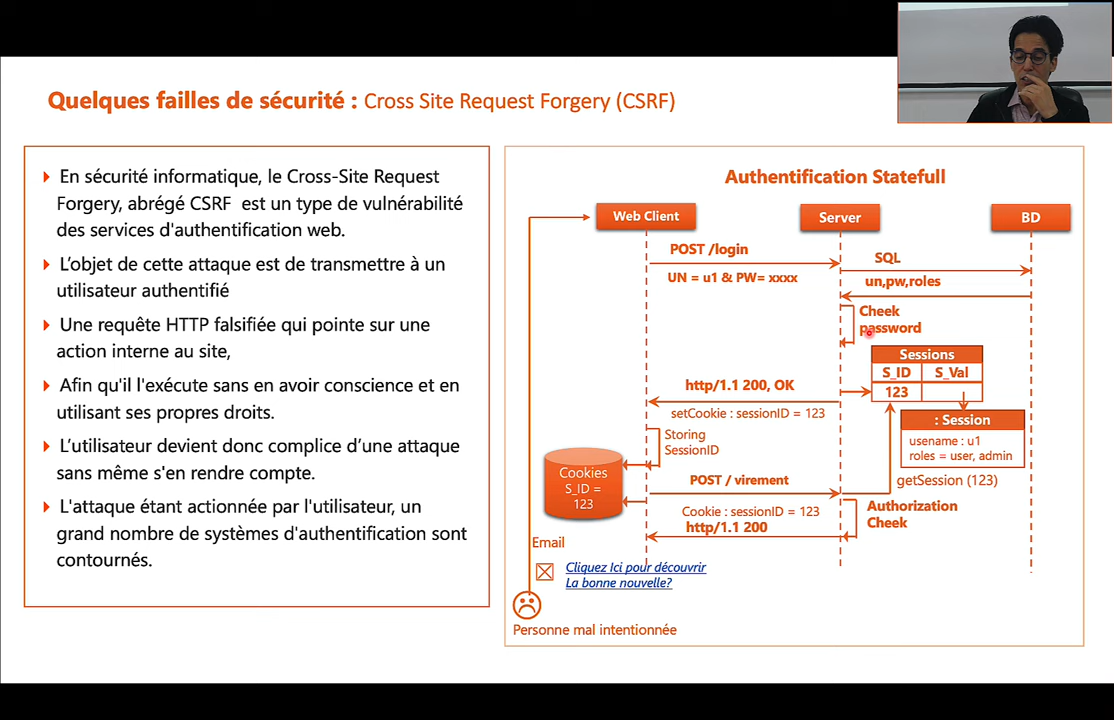 Quelques failles de sécurité : Cross Site Request Forgery (CSRF)
En sécurité informatique, le Cross-Site Request
Forgery, abrégé CSRF est un type de vulnérabilité
des services d'authentification web.
L'objet de cette attaque est de transmettre à un
utilisateur authentifié
Une requête HTTP falsifiée qui pointe sur une
action interne au site,
Afin qu'il l'exécute sans en avoir conscience et en
utilisant ses propres droits.
L'utilisateur devient donc complice d'une attaque
sans même s'en rendre compte.
L'attaque étant actionnée par l'utilisateur, un
grand nombre de systèmes d'authentification sont
contournés.
Authentification Statefull
Web Client
Server
BD
POST /login
UN = u1 & PW= xxxx
SQL
un,pw,roles
Cheek
password
Sessions
S_ID S_Val
123
http/1.1 200, OK
setCookie : sessionID = 123
: Session
usename : u1
roles = user, admin
Storing
SessionID
Cookies
S_ID =
123
POST / virement
getSession (123)
Cookie : sessionID = 123
http/1.1 200
Authorization
Cheek
Email
Cliquez Ici pour découvrir
La bonne nouvelle?
Personne mal intentionnée